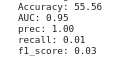 Accuracy: 55.56
AUC: 0.95
prec: 1.00
recall: 0.01
f1_score: 0.03